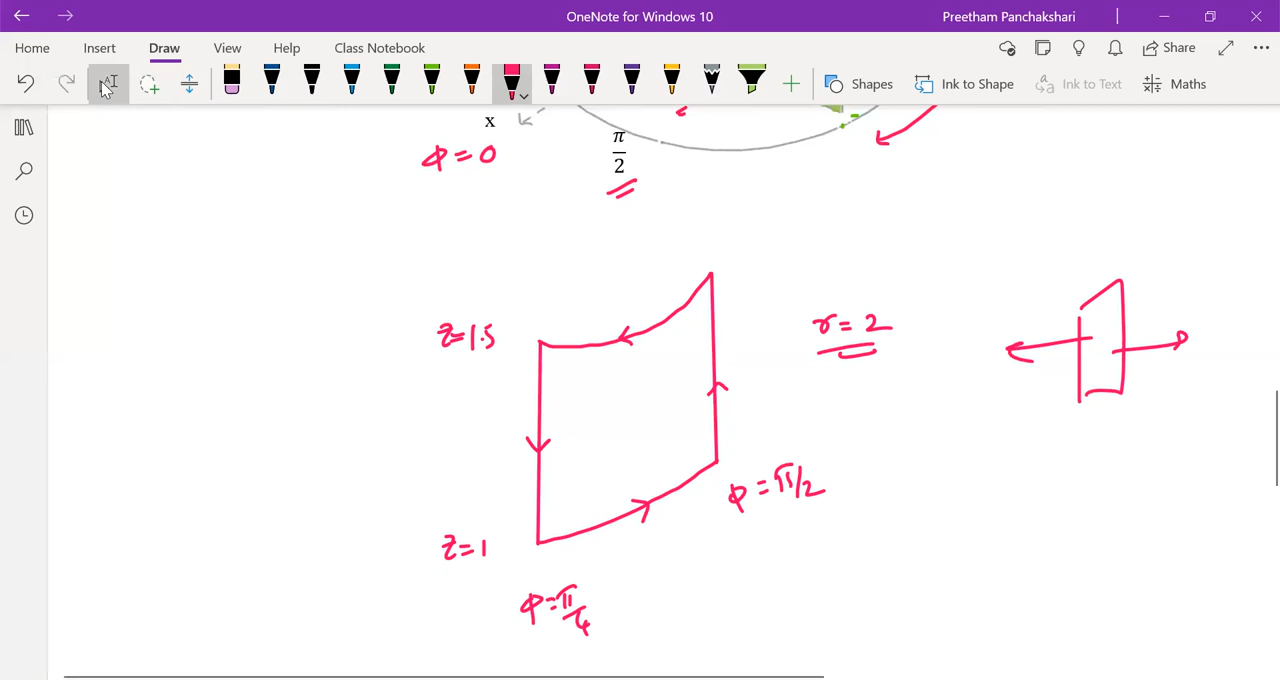 OneNote for Windows 10
Preetham Panchakshari
Home Insert Draw View Help Class Notebook
Share
Shapes
Ink to Shape
Ink to Text
Maths
x
π
2
φ = 0
z=1.5
r = 2
φ = π/2
z=1
φ=π/4